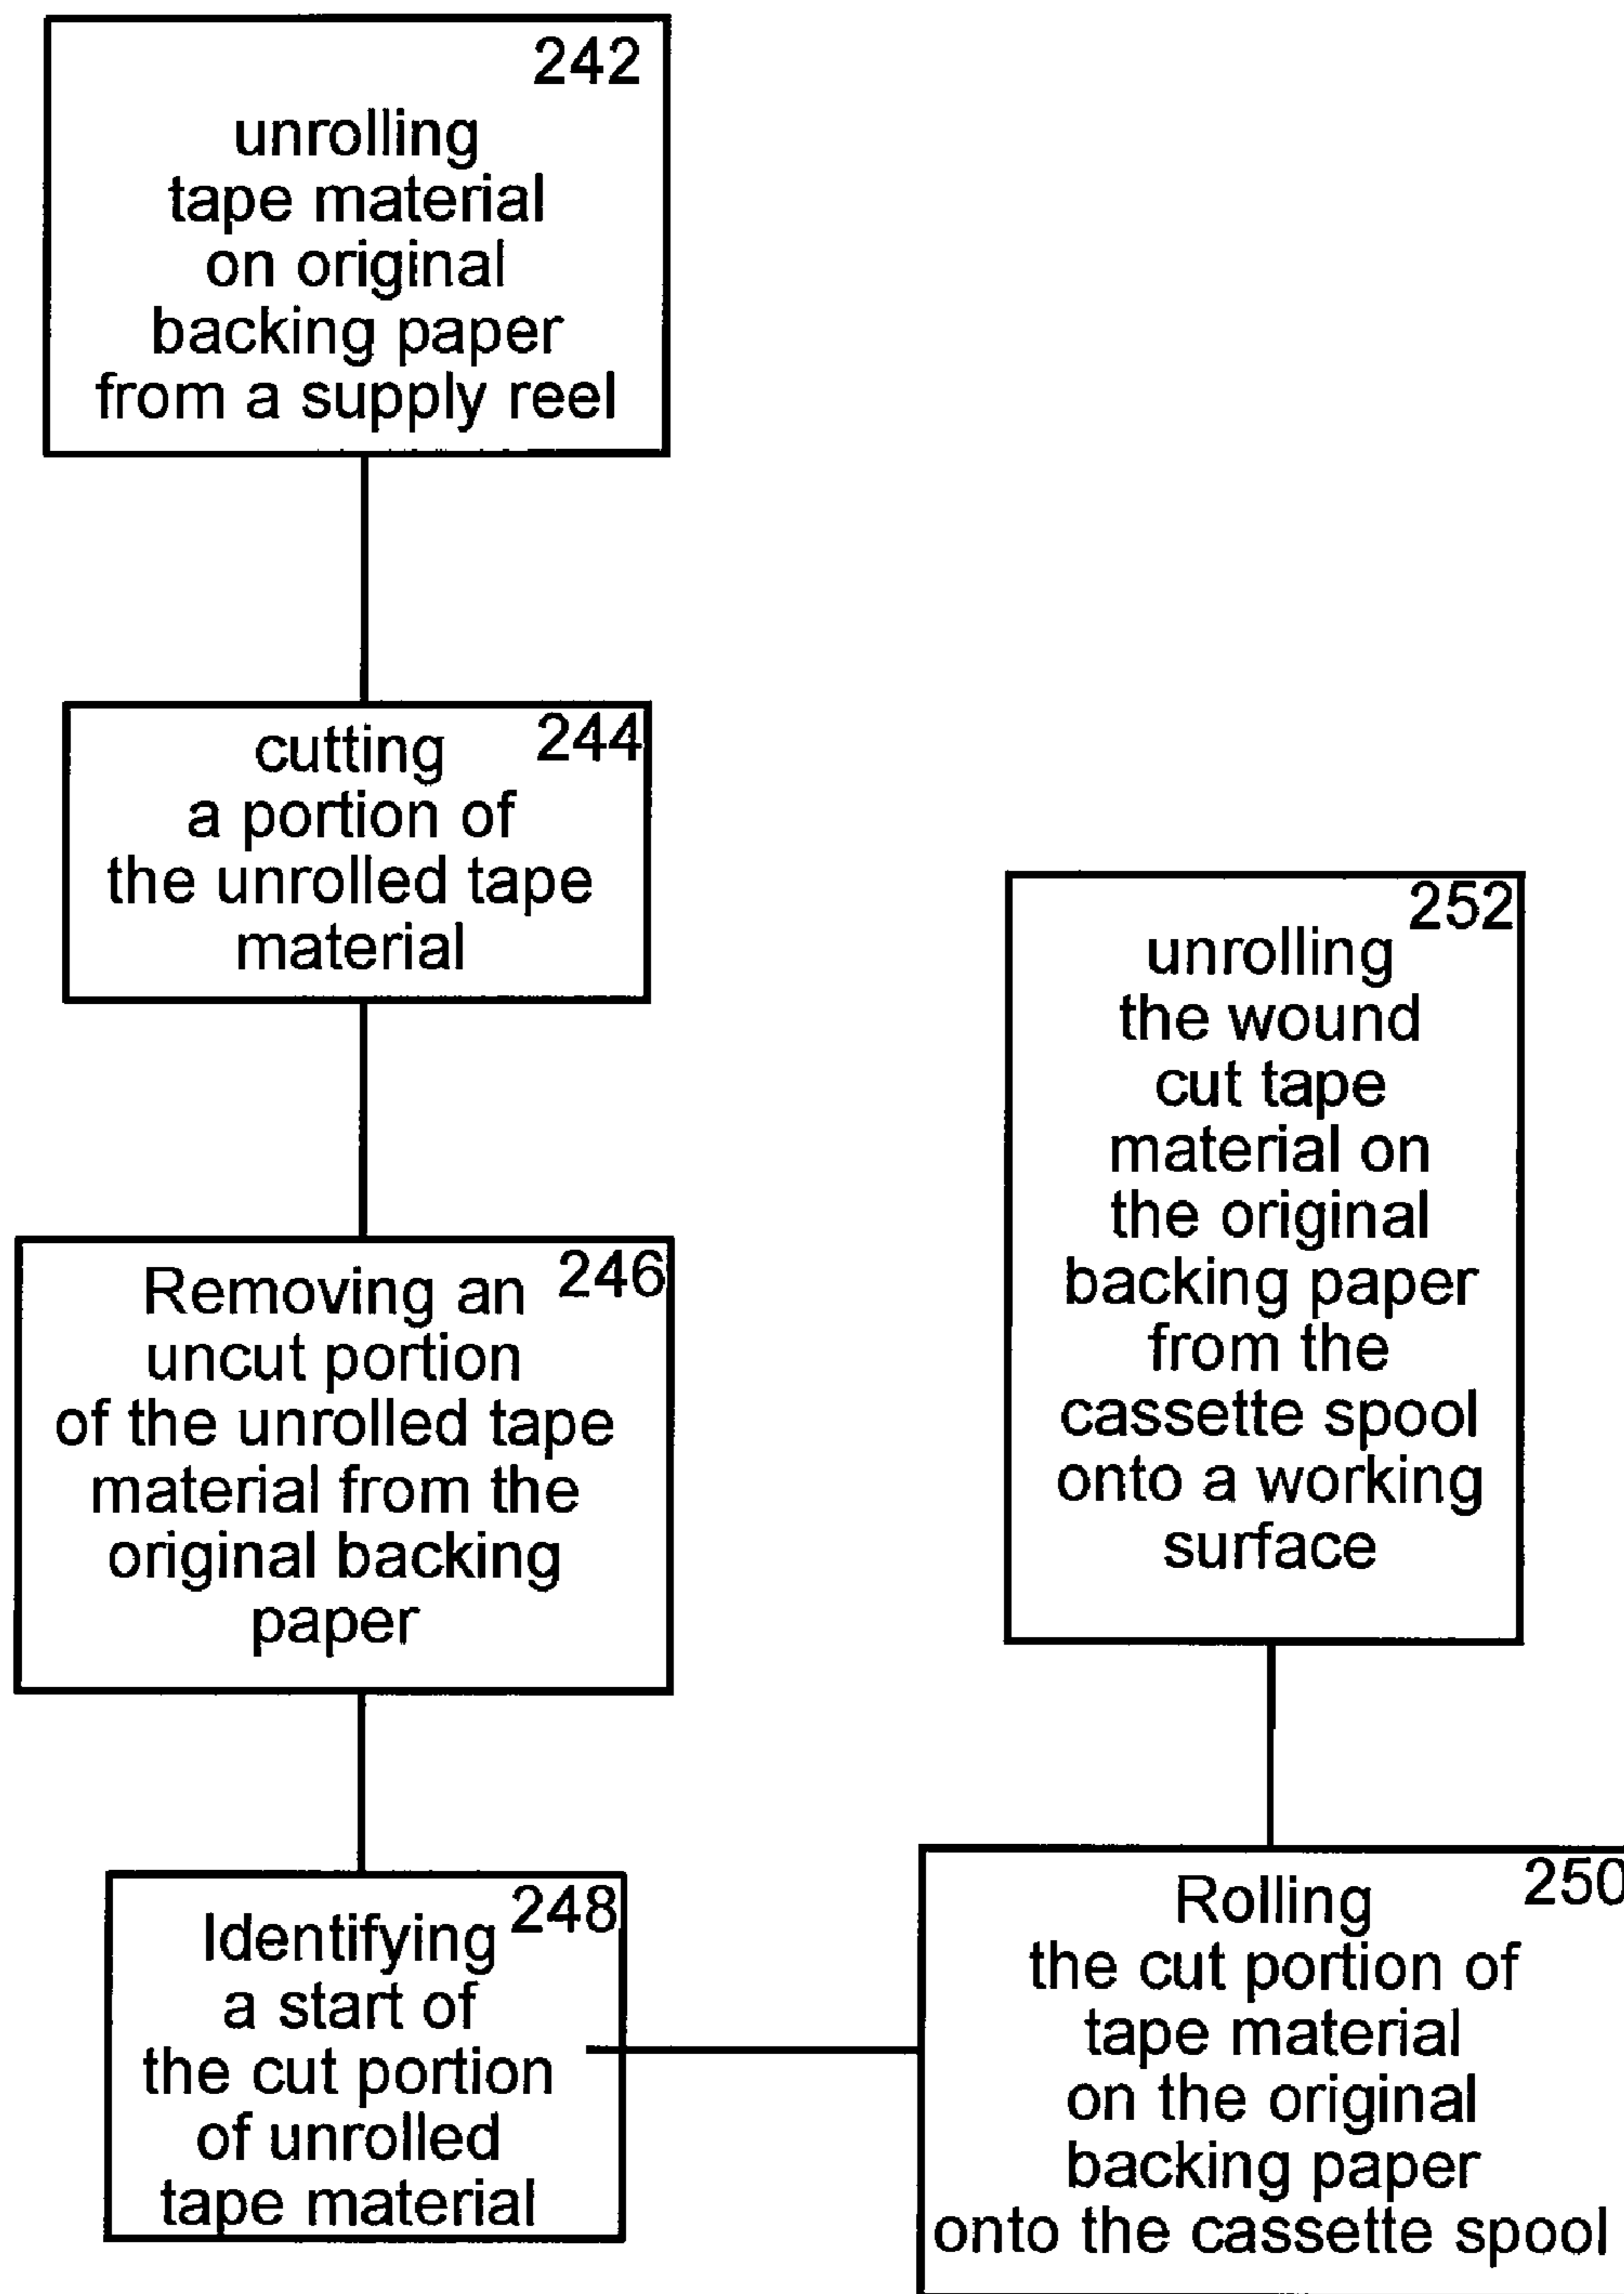 242
unrolling
tape material
on original
backing paper
from a supply reel
244
cutting
a portion of
the unrolled tape
material
246
Removing an
uncut portion
of the unrolled tape
material from the
original backing
paper
248
Identifying
a start of
the cut portion
of unrolled
tape material
250
Rolling
the cut portion of
tape material
on the original
backing paper
onto the cassette spool
252
unrolling
the wound
cut tape
material on
the original
backing paper
from the
cassette spool
onto a working
surface